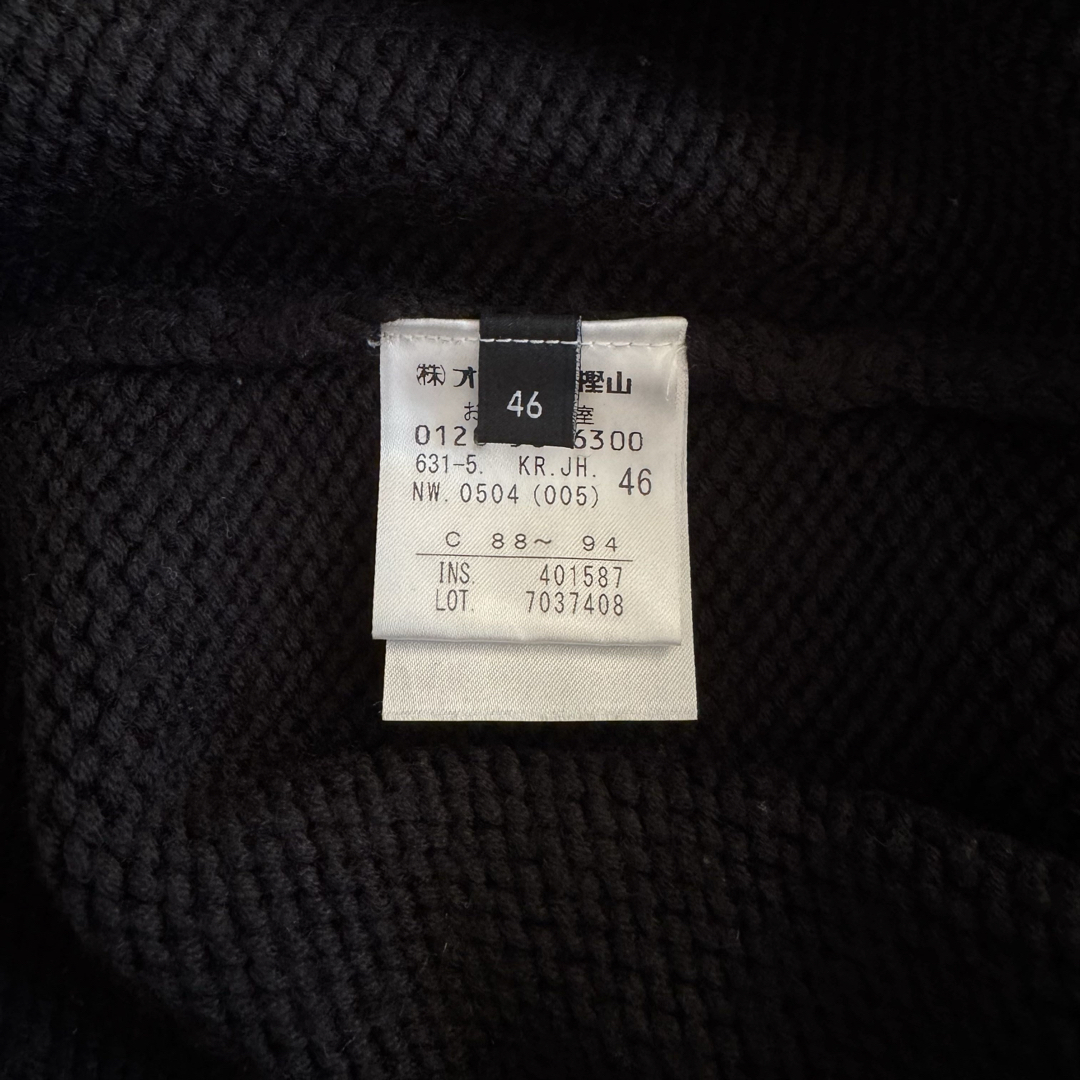 46
㈱オ 樫山
お 室
012 6300
631-5. KR.JH. 46
NW. 0504 (005)
C 88~ 94
INS. 401587
LOT. 7037408